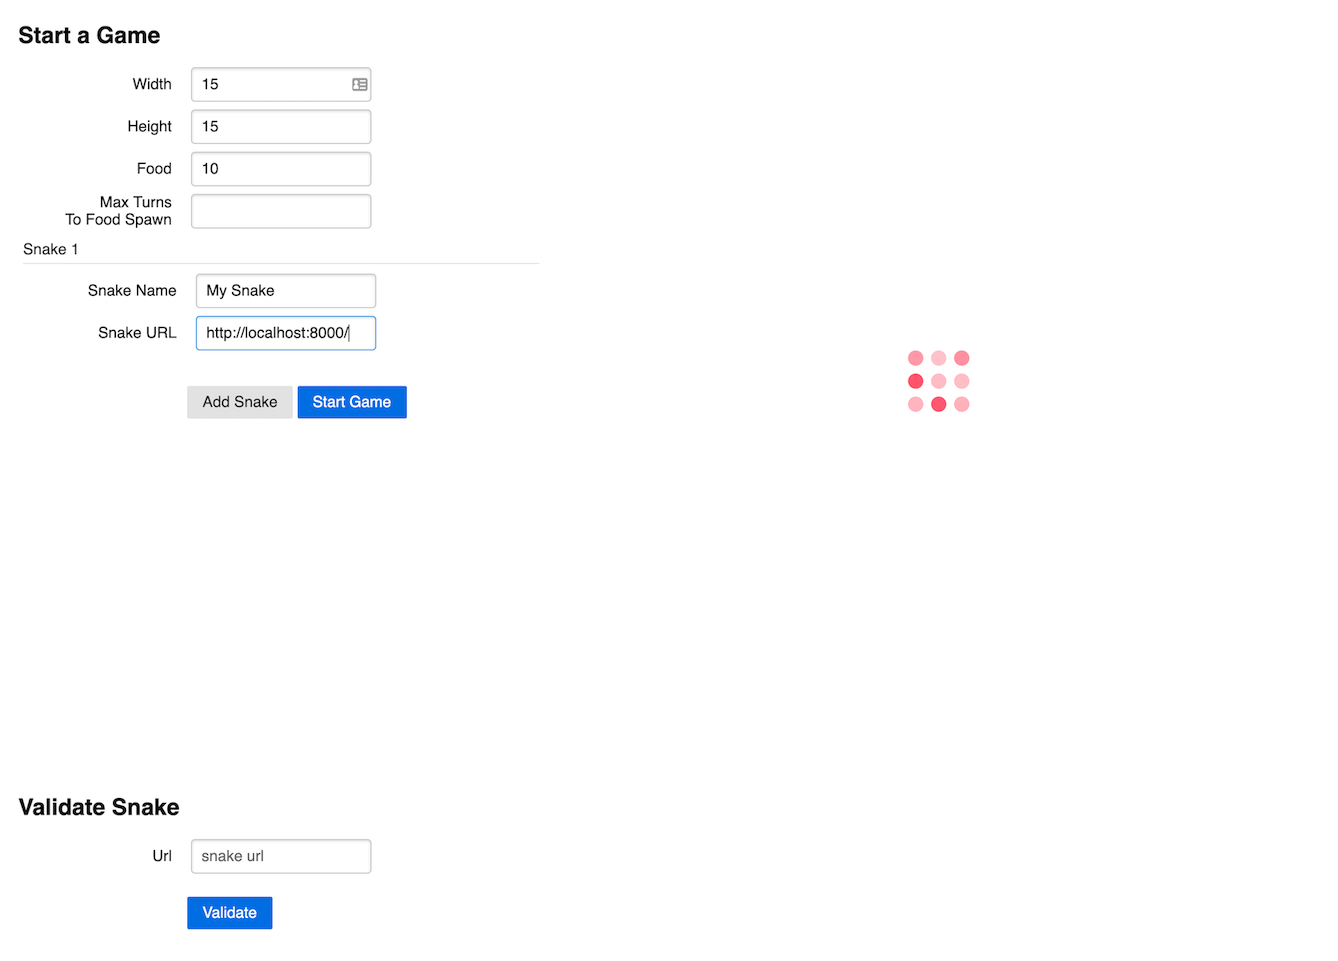 Start a Game
Width 15
Height 15
Food 10
Max Turns
To Food Spawn
Snake 1
Snake Name My Snake
Snake URL http://localhost:8000/
Add Snake Start Game
Validate Snake
Url snake url
Validate